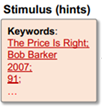 Stimulus (hints)
Keywords:
The Price Is Right;
Bob Barker
2007;
91;
…